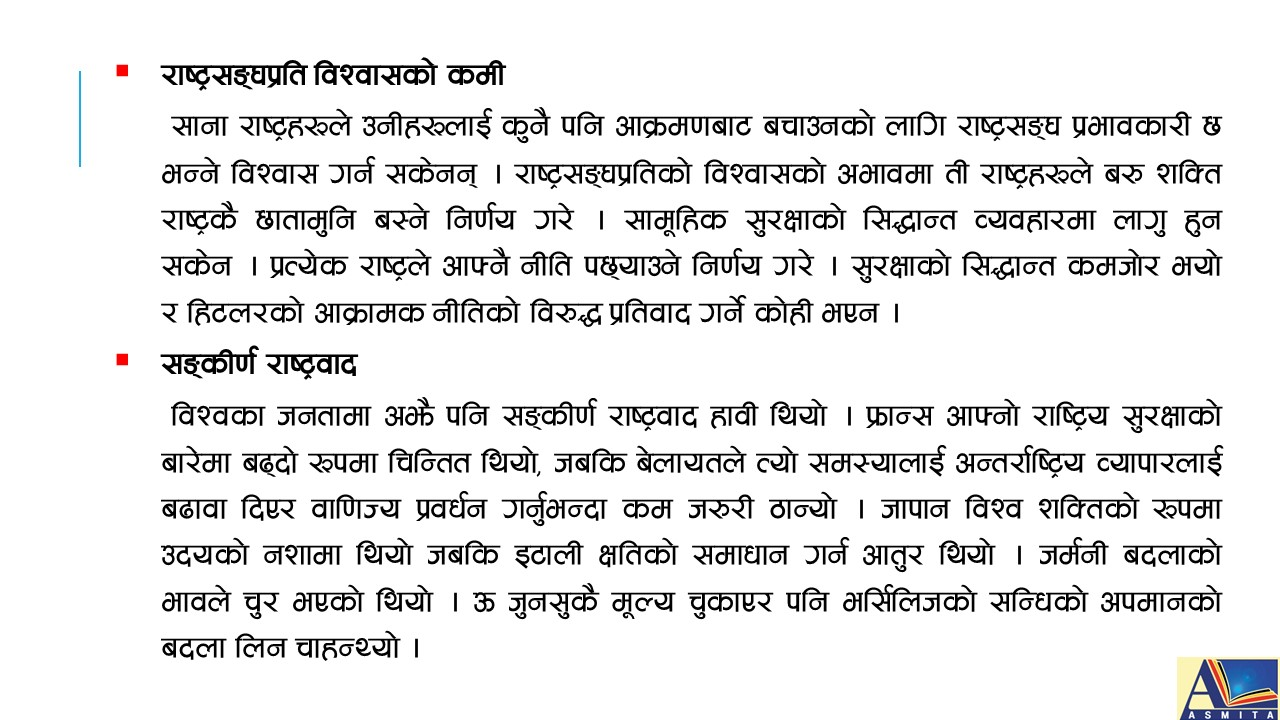 राष्ट्रसङ्घप्रति विश्वासको कमी
साना राष्ट्रहरूले उनीहरूलाई कुनै पनि आक्रमणबाट बचाउनको लागि राष्ट्रसङ्घ प्रभावकारी छ
भन्ने विश्वास गर्न सकेनन् । राष्ट्रसङ्घप्रतिको विश्वासको अभावमा ती राष्ट्रहरूले बरु शक्ति
राष्ट्रकै छातामुनि बस्ने निर्णय गरे । सामूहिक सुरक्षाको सिद्धान्त व्यवहारमा लागु हुन
सकेन । प्रत्येक राष्ट्रले आफ्नै नीति पछ्याउने निर्णय गरे । सुरक्षाको सिद्धान्त कमजोर भयो
र हिटलरको आक्रामक नीतिको विरुद्ध प्रतिवाद गर्ने कोही भएन ।
सङ्कीर्ण राष्ट्रवाद
विश्वका जनतामा अझै पनि सङ्कीर्ण राष्ट्रवाद हावी थियो । फ्रान्स आफ्नो राष्ट्रिय सुरक्षाको
बारेमा बढ्दो रूपमा चिन्तित थियो, जबकि बेलायतले त्यो समस्यालाई अन्तर्राष्ट्रिय व्यापारलाई
बढावा दिएर वाणिज्य प्रवर्धन गर्नुभन्दा कम जरुरी ठान्यो । जापान विश्व शक्तिको रूपमा
उदयको नशामा थियो जबकि इटाली क्षतिको समाधान गर्न आतुर थियो । जर्मनी बदलाको
भावले चुर भएको थियो । ऊ जुनसुकै मूल्य चुकाएर पनि भर्सिलिजको सन्धिको अपमानको
बदला लिन चाहन्थ्यो ।
ASMITA